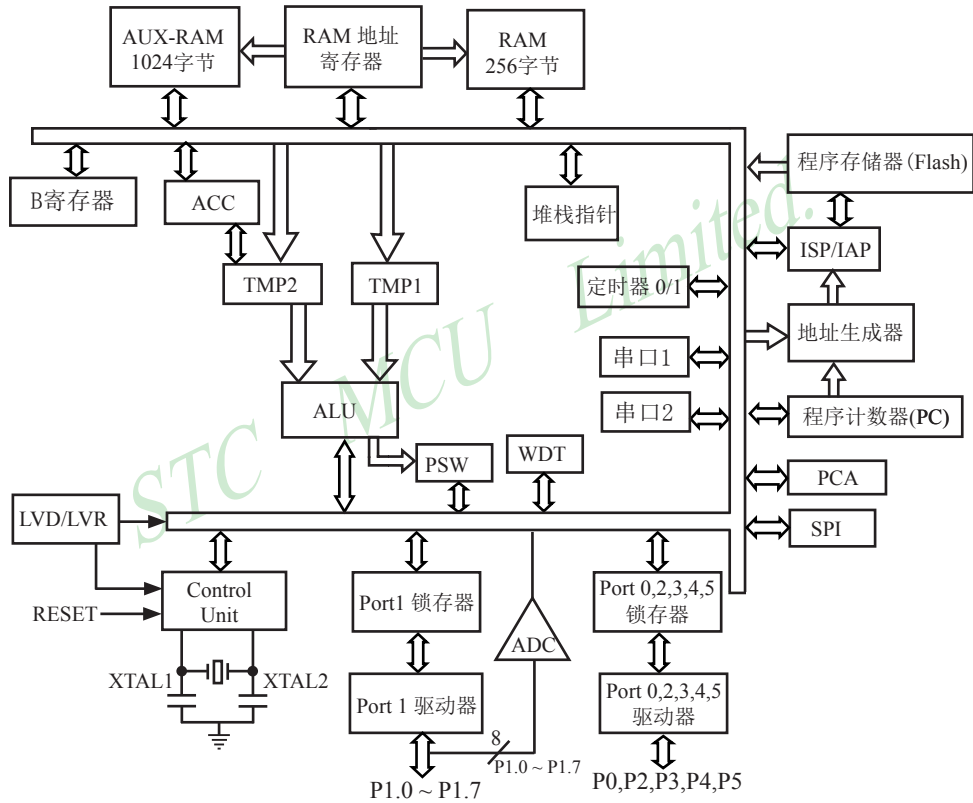 AUX-RAM
1024字节
RAM 地址
寄存器
RAM
256字节
B寄存器
ACC
堆栈指针
程序存储器(Flash)
ISP/IAP
TMP2
TMP1
定时器 0/1
地址生成器
串口1
串口2
ALU
程序计数器(PC)
PSW
WDT
PCA
SPI
LVD/LVR
Control
Unit
RESET
XTAL1
XTAL2
Port1 锁存器
ADC
Port 0,2,3,4,5
锁存器
Port 1 驱动器
Port 0,2,3,4,5
驱动器
8
P1.0 ~ P1.7
P1.0 ~ P1.7
P0,P2,P3,P4,P5
STC MCU Limited.